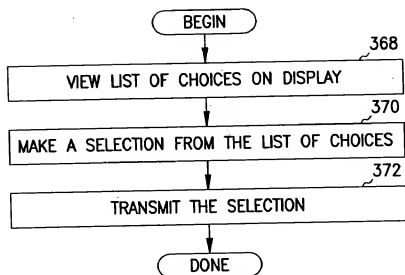 BEGIN
368
VIEW LIST OF CHOICES ON DISPLAY
370
MAKE A SELECTION FROM THE LIST OF CHOICES
372
TRANSMIT THE SELECTION
DONE